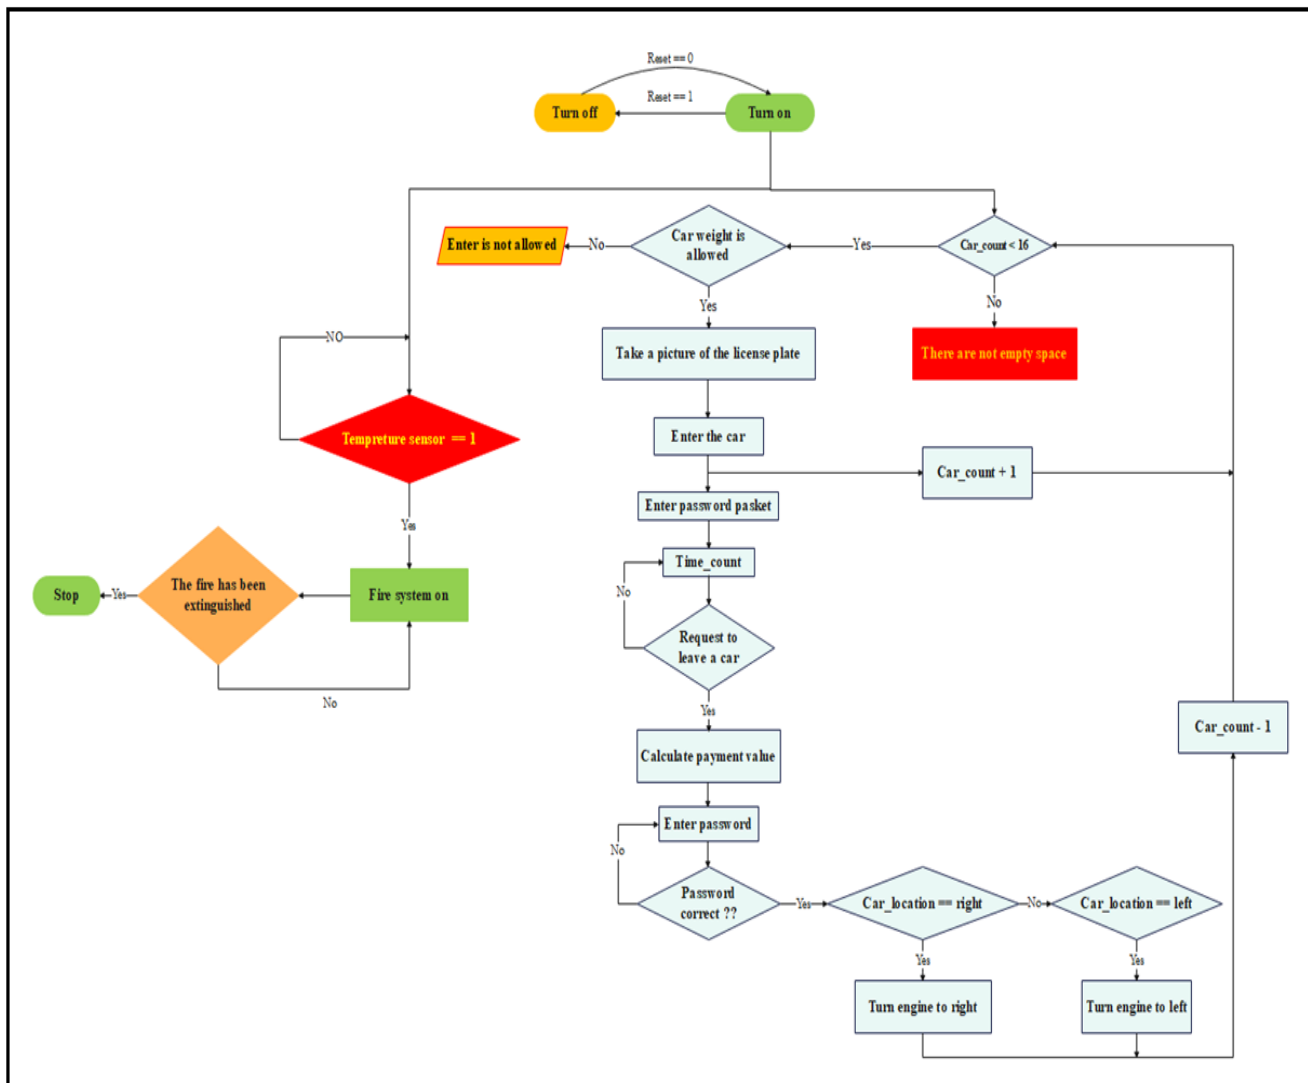 Reset == 0
Turn off
Reset == 1
Turn on
Enter is not allowed
No
Car weight is
allowed
Yes
Car_count < 16
Yes
No
Take a picture of the license plate
There are not empty space
NO
Tempreture sensor == 1
Enter the car
Car_count + 1
Enter password pasket
Yes
Time_count
No
Stop
Yes
The fire has been
extinguished
Fire system on
Request to
leave a car
No
Yes
Calculate payment value
Car_count - 1
Enter password
No
Password
correct ??
Yes
Car_location == right
No
Car_location == left
Yes
Yes
Turn engine to right
Turn engine to left